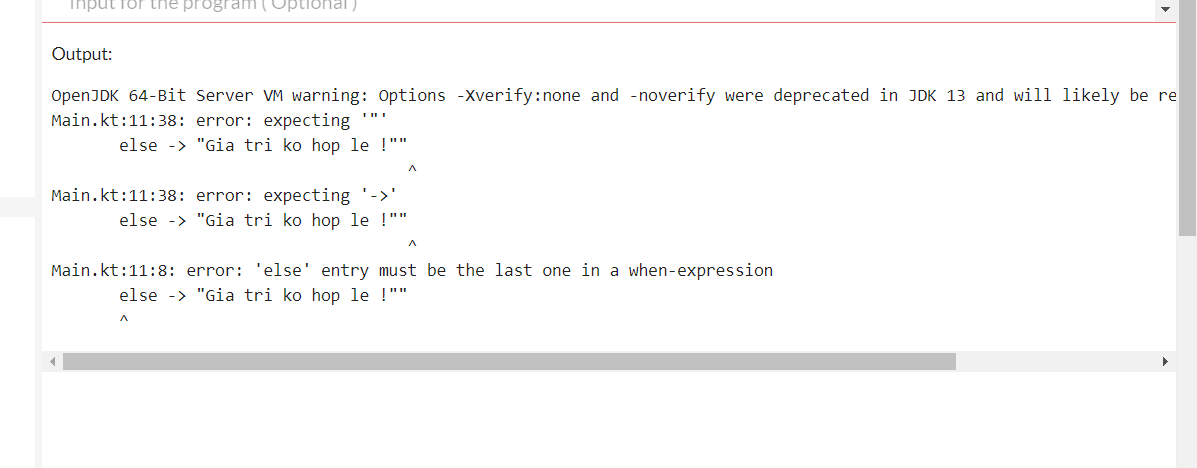 Input for the program ( Optional )
Output:
OpenJDK 64-Bit Server VM warning: Options -Xverify:none and -noverify were deprecated in JDK 13 and will likely be re
Main.kt:11:38: error: expecting '"'
else -> "Gia tri ko hop le !""
^
Main.kt:11:38: error: expecting '->'
else -> "Gia tri ko hop le !""
^
Main.kt:11:8: error: 'else' entry must be the last one in a when-expression
else -> "Gia tri ko hop le !""
^